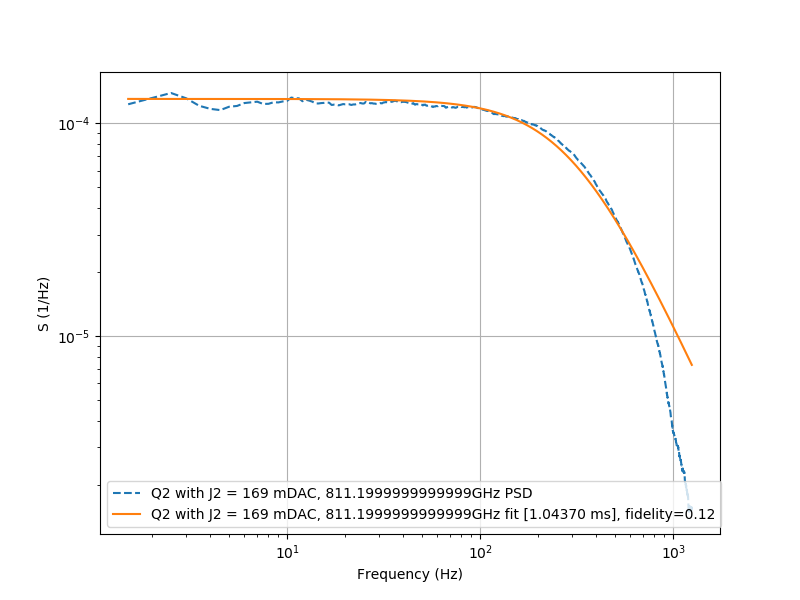 10⁻⁴
10⁻⁵
S (1/Hz)
Q2 with J2 = 169 mDAC, 811.1999999999999GHz PSD
Q2 with J2 = 169 mDAC, 811.1999999999999GHz fit [1.04370 ms], fidelity=0.12
10¹ 10² 10³
Frequency (Hz)